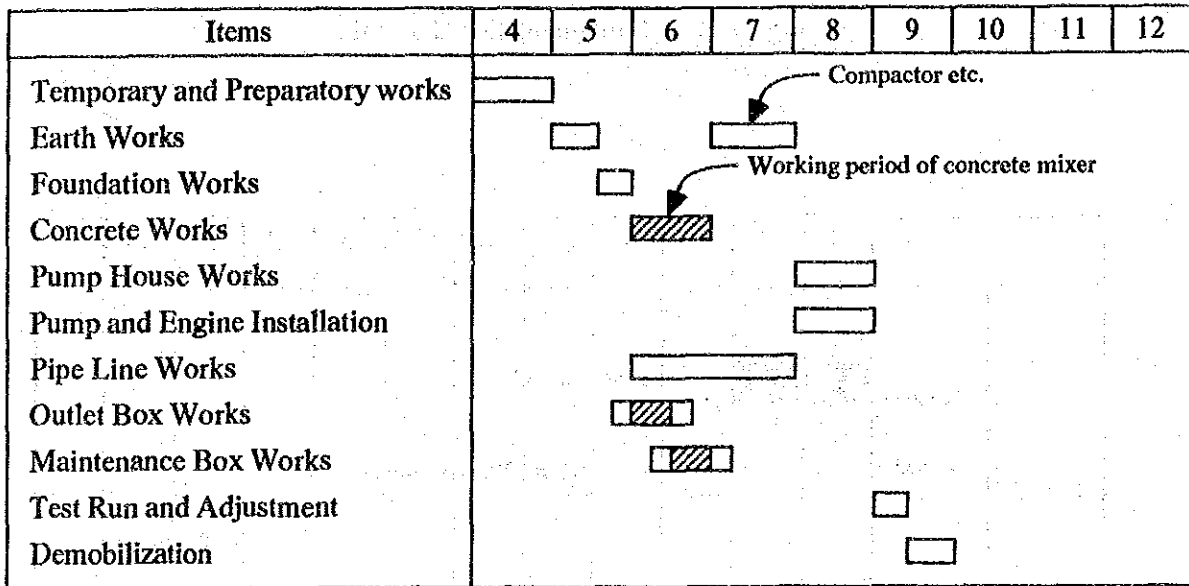 Items 4 5 6 7 8 9 10 11 12
Temporary and Preparatory works
Compactor etc.
Earth Works
Working period of concrete mixer
Foundation Works
Concrete Works
Pump House Works
Pump and Engine Installation
Pipe Line Works
Outlet Box Works
Maintenance Box Works
Test Run and Adjustment
Demobilization